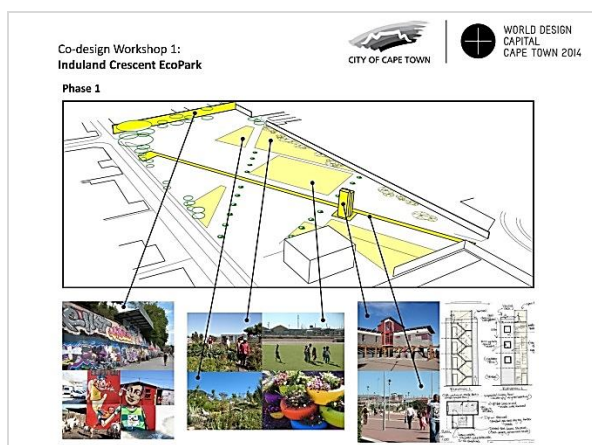 Co-design Workshop 1:
Induland Crescent EcoPark
CITY OF CAPE TOWN
WORLD DESIGN
CAPITAL
CAPE TOWN 2014
Phase 1